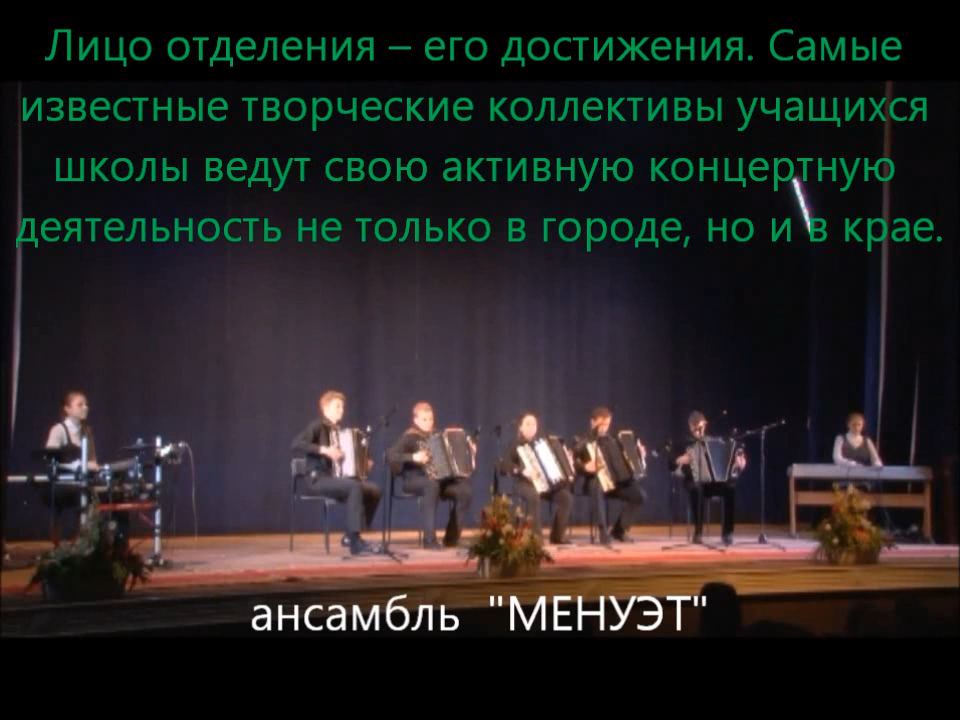 Лицо отделения – его достижения. Самые
известные творческие коллективы учащихся
школы ведут свою активную концертную
деятельность не только в городе, но и в крае.
ансамбль "МЕНУЭТ"